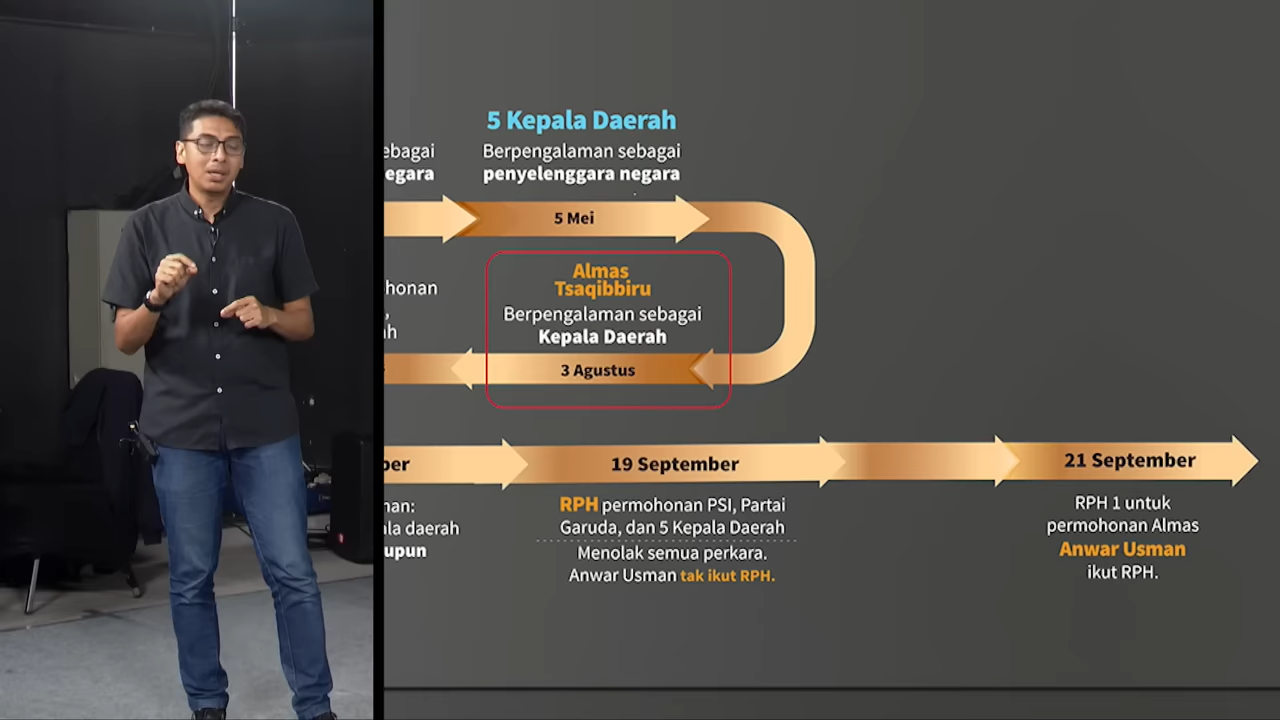 5 Kepala Daerah
ebagai
egara
Berpengalaman sebagai
penyelenggara negara
5 Mei
honan
,
ah
Almas
Tsaqibbiru
Berpengalaman sebagai
Kepala Daerah
3 Agustus
ber
19 September
21 September
nan:
ala daerah
upun
RPH permohonan PSI, Partai
Garuda, dan 5 Kepala Daerah
Menolak semua perkara.
Anwar Usman tak ikut RPH.
RPH 1 untuk
permohonan Almas
Anwar Usman
ikut RPH.